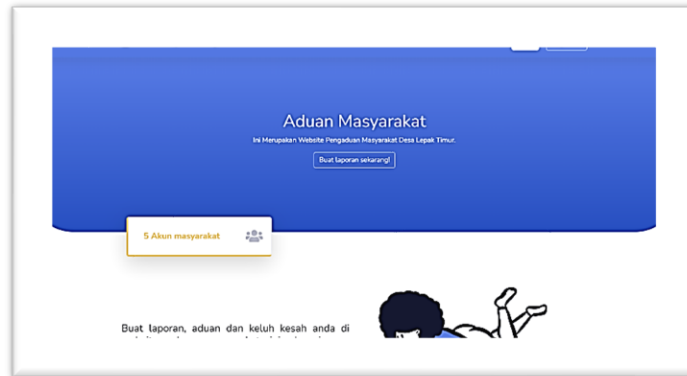 Aduan Masyarakat
Ini Merupakan Website Pengaduan Masyarakat Desa Lepak Timur.
Buat laporan sekarang!
5 Akun masyarakat
Buat laporan, aduan dan keluh kesah anda di